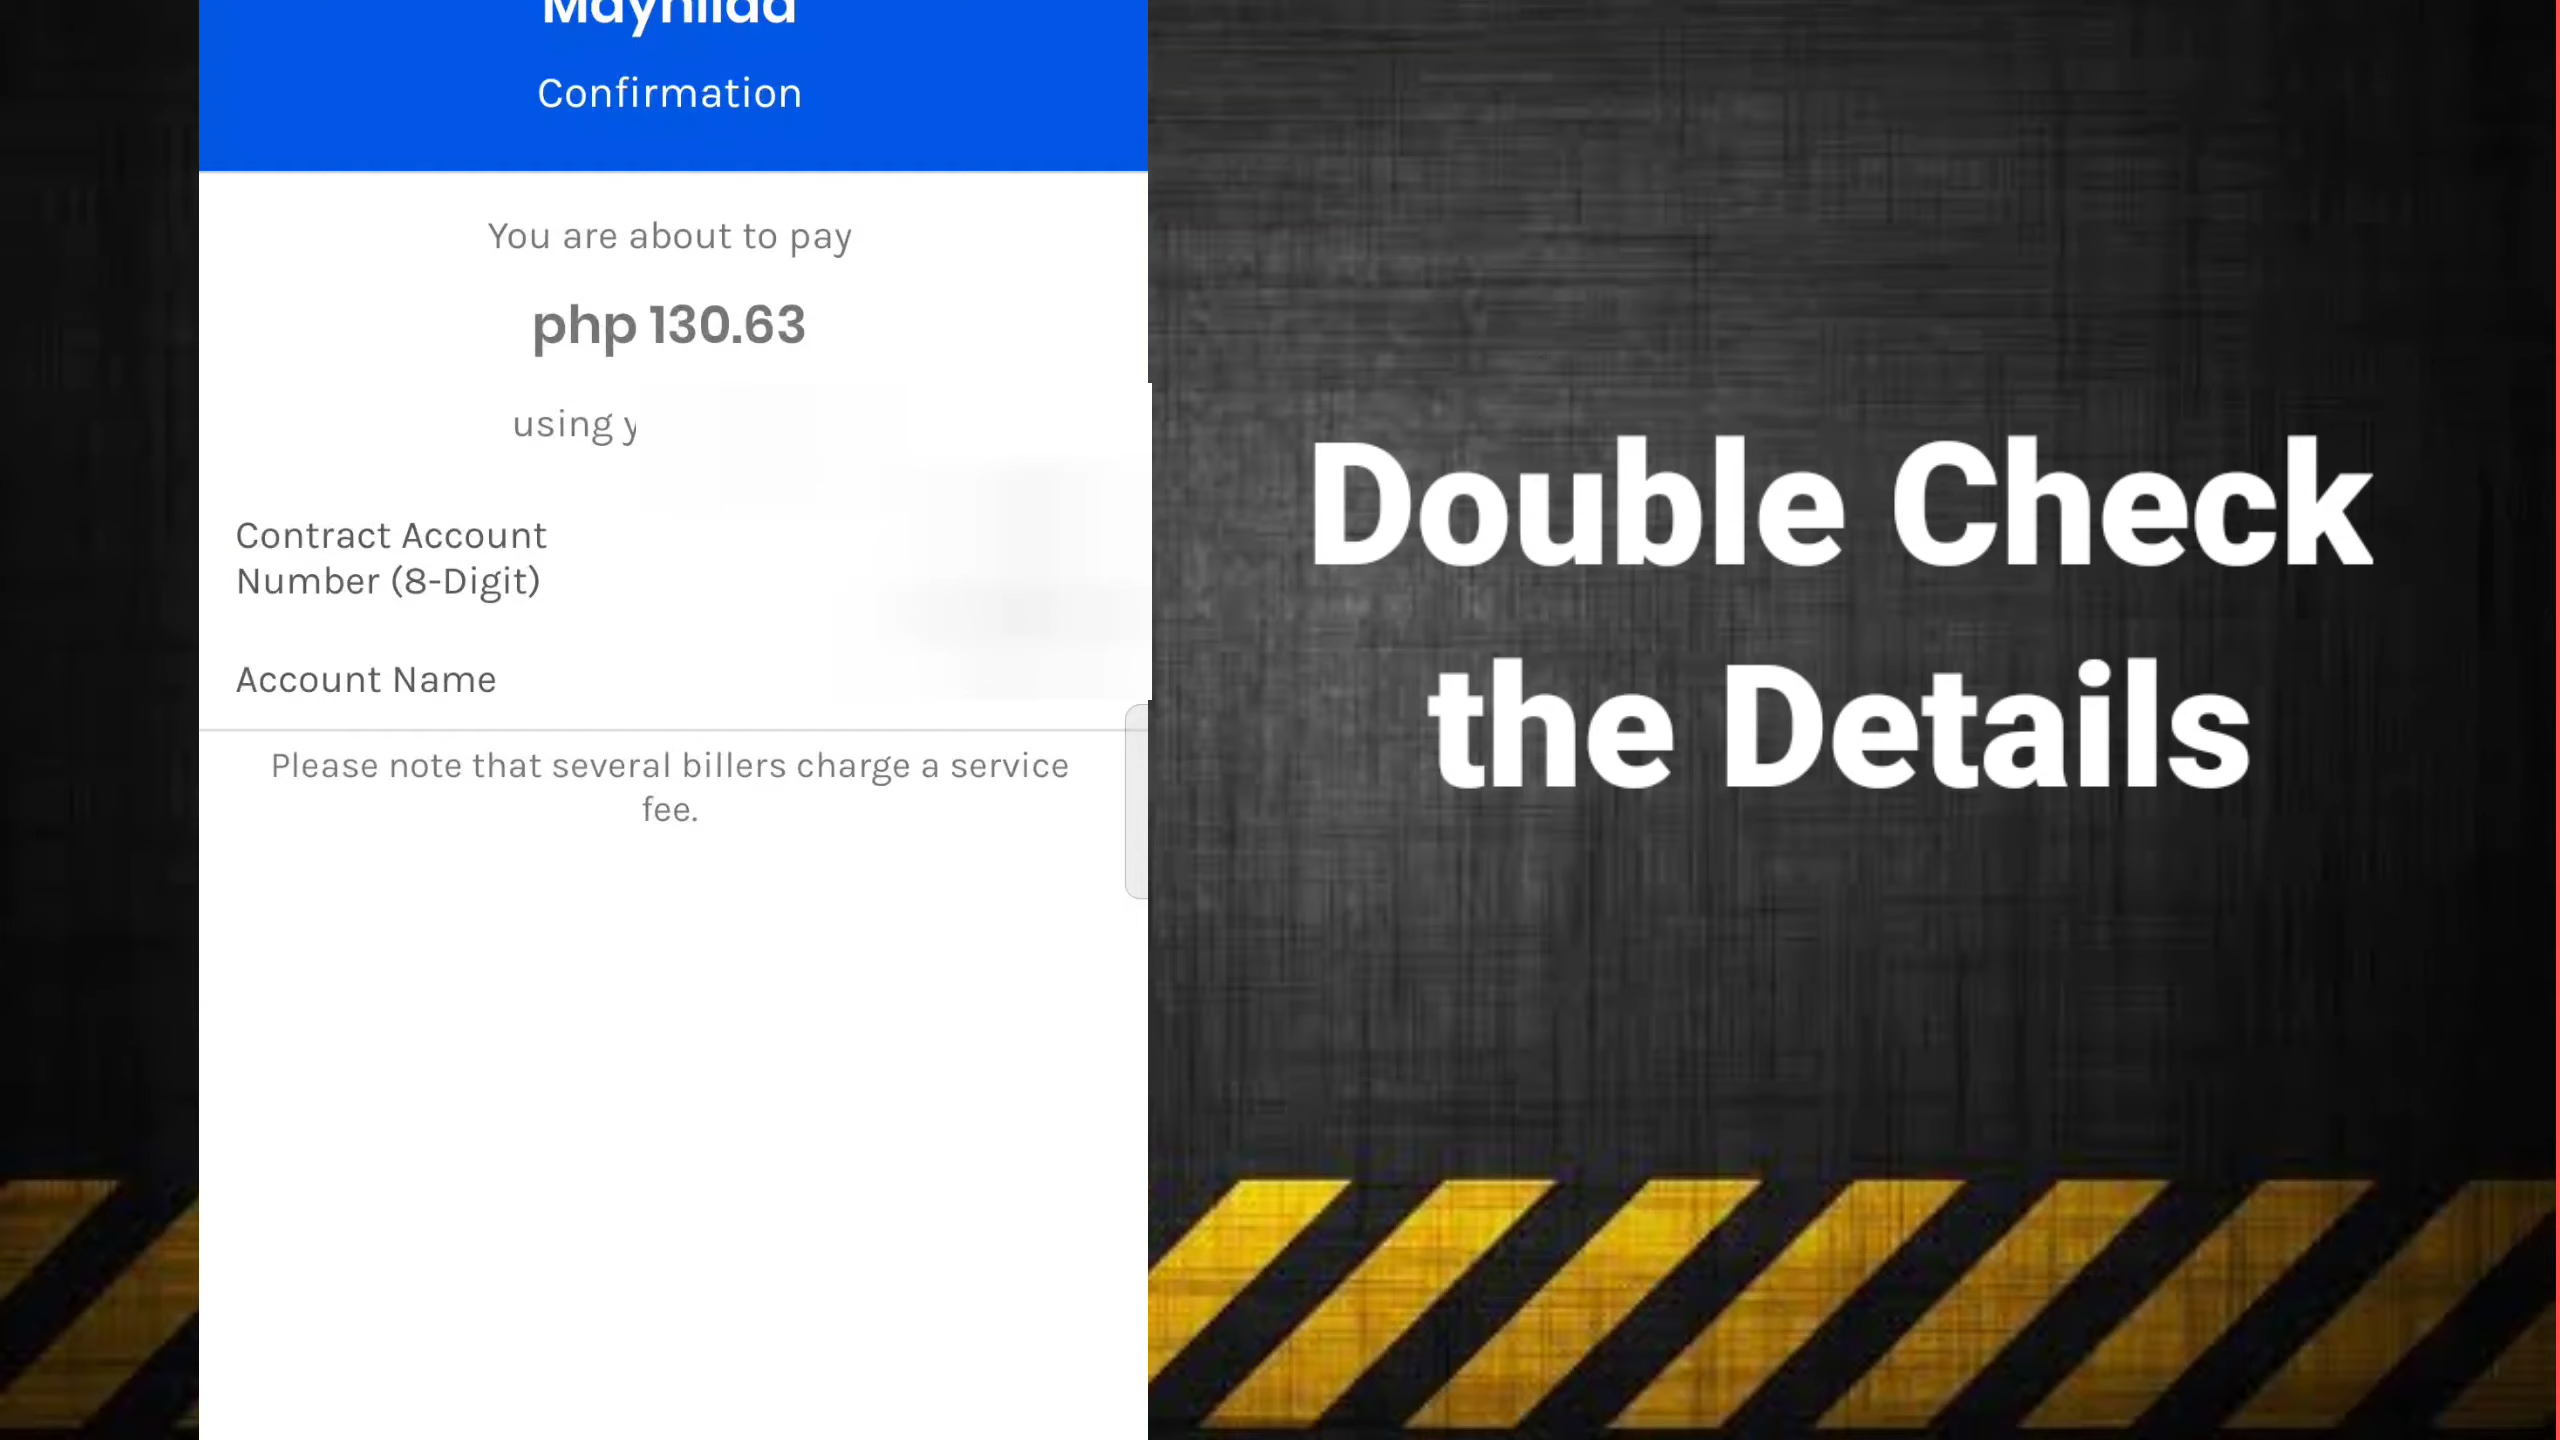 Maynilad
Confirmation
You are about to pay
php 130.63
using y
Contract Account
Number (8-Digit)
Account Name
Please note that several billers charge a service
fee.
Double Check
the Details